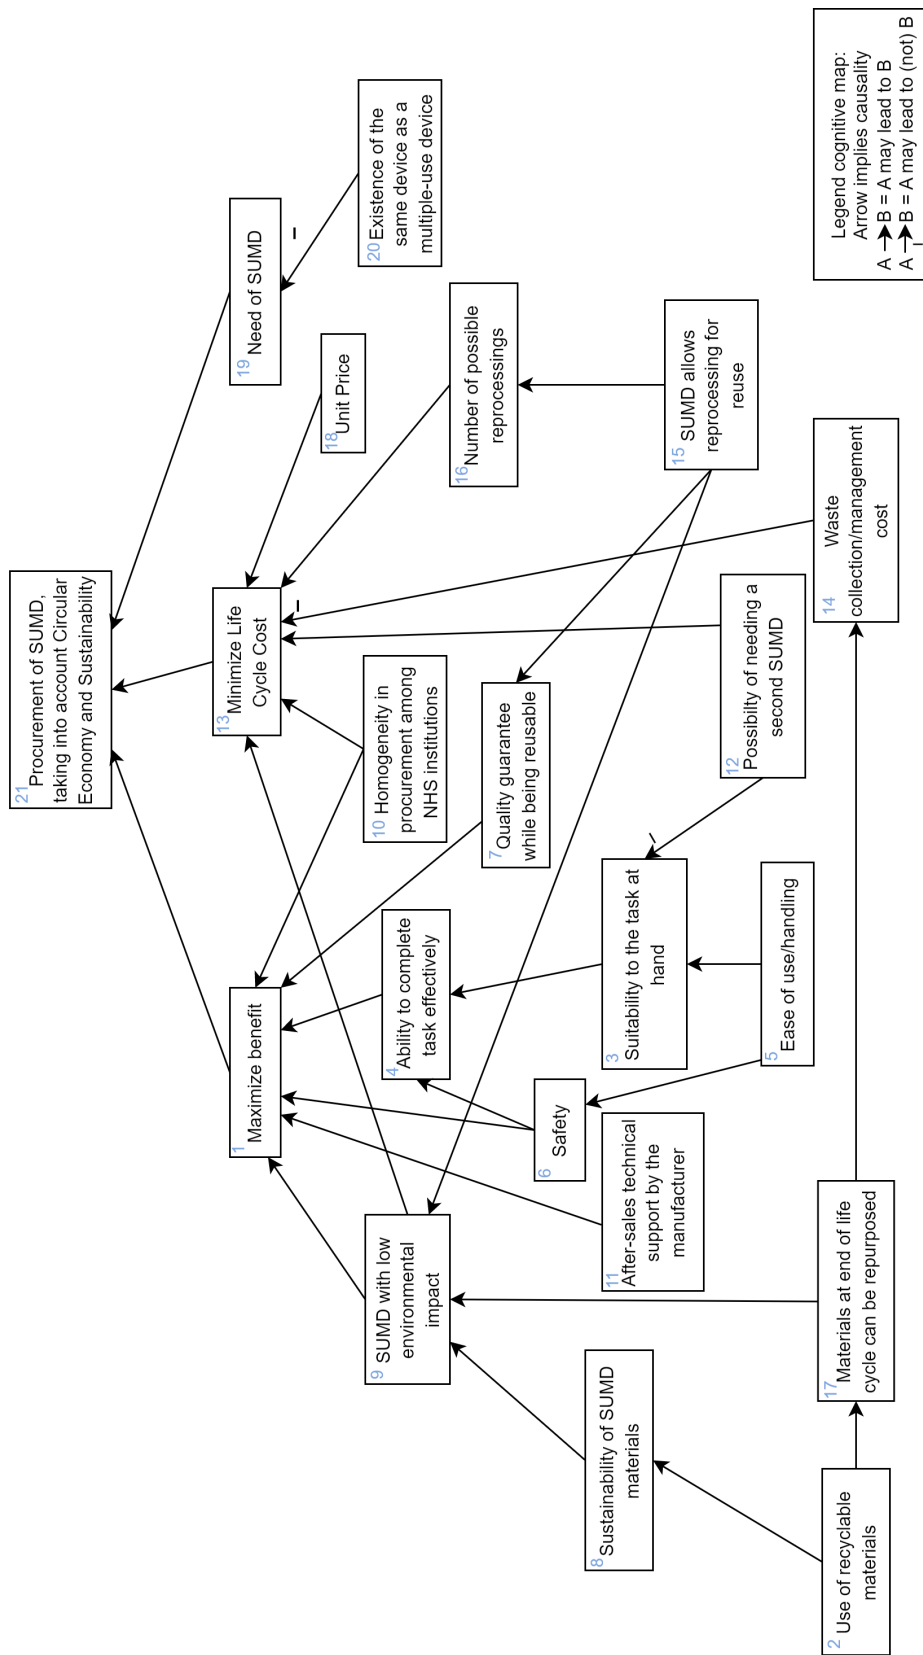 21 Procurement of SUMD,
taking into account Circular
Economy and Sustainability
1 Maximize benefit
13 Minimize Life
Cycle Cost
19 Need of SUMD
–
9 SUMD with low
environmental
impact
4 Ability to complete
task effectively
10 Homogeneity in
procurement among
NHS institutions
–
18 Unit Price
20 Existence of the
same device as a
multiple-use device
7 Quality guarantee
while being reusable
16 Number of possible
reprocessings
6 Safety
8 Sustainability of SUMD
materials
11 After-sales technical
support by the
manufacturer
3 Suitability to the task at
hand
–
15 SUMD allows
reprocessing for
reuse
5 Ease of use/handling
12 Possibilty of needing a
second SUMD
2 Use of recyclable
materials
17 Materials at end of life
cycle can be repurposed
14 Waste
collection/management
cost
Legend cognitive map:
Arrow implies causality
A → B = A may lead to B
A → B = A may lead to (not) B
–